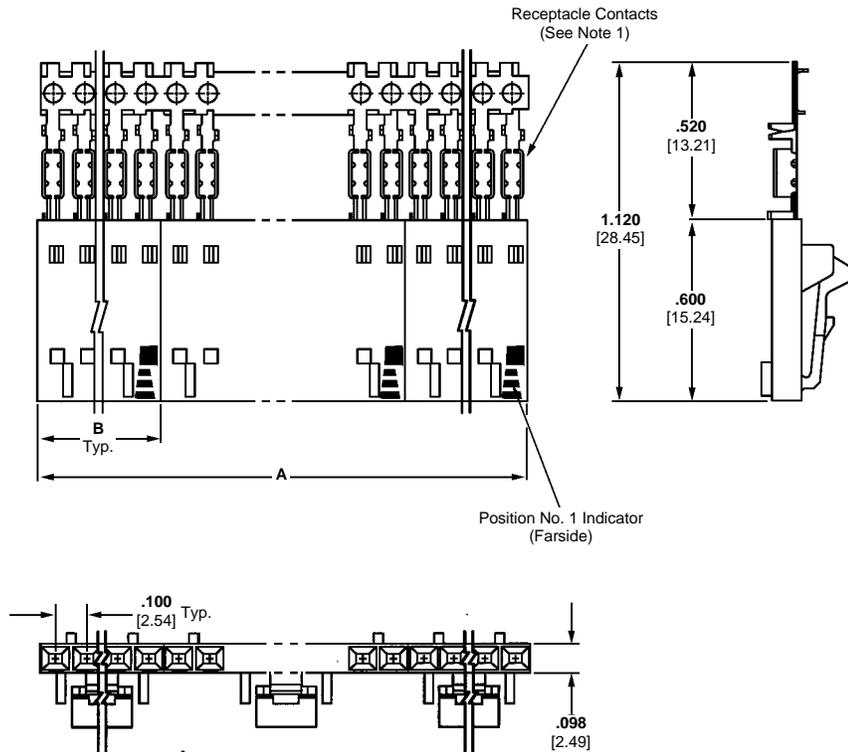 Receptacle Contacts
(See Note 1)
.520
[13.21]
1.120
[28.45]
.600
[15.24]
B
Typ.
A
Position No. 1 Indicator
(Farside)
.100
[2.54] Typ.
.098
[2.49]